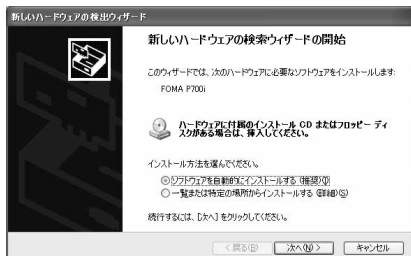 新しいハードウェアの検出ウィザード
新しいハードウェアの検索ウィザードの開始
このウィザードでは、次のハードウェアに必要なソフトウェアをインストールします:
FOMA P700i
ハードウェアに付属のインストール CD またはフロッピー ディ
スクがある場合は、挿入してください。
インストール方法を選んでください。
ソフトウェアを自動的にインストールする (推奨)(I)
一覧または特定の場所からインストールする (詳細)(S)
続行するには、[次へ] をクリックしてください。
< 戻る(B) 次へ(N) > キャンセル